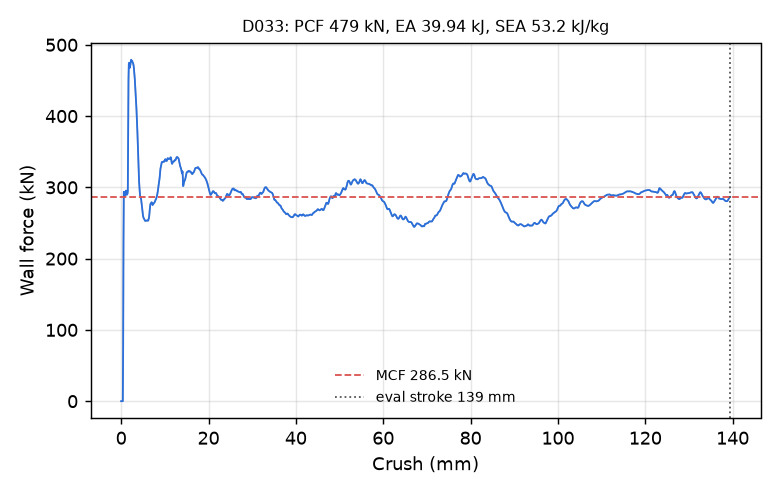 D033: PCF 479 kN, EA 39.94 kJ, SEA 53.2 kJ/kg
500
400
300
200
100
0
Wall force (kN)
MCF 286.5 kN
eval stroke 139 mm
0 20 40 60 80 100 120 140
Crush (mm)